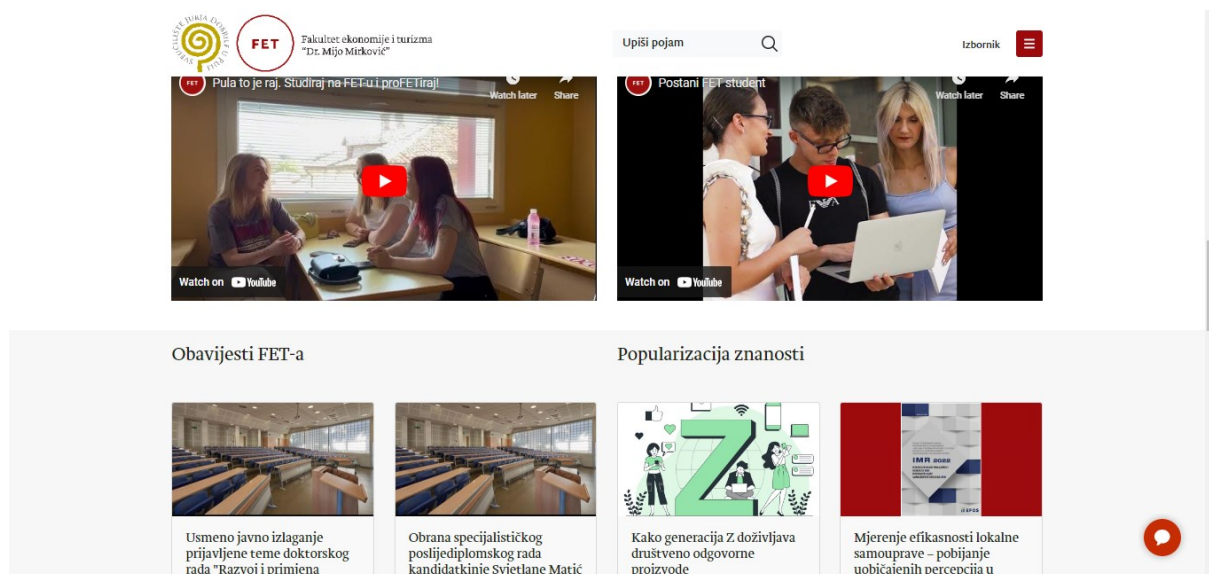 SVEUČILIŠTE JURJA DOBRILE U PULI
FET
Fakultet ekonomije i turizma
"Dr. Mijo Mirković"
Upiši pojam
Izbornik
FET
Pula to je raj. Studiraj na FET-u i proFETiraj!
Watch later
Share
FET
Postani FET student
Watch later
Share
Watch on YouTube
Watch on YouTube
Obavijesti FET-a
Popularizacija znanosti
Z
IMR 2022
EFOS
Usmeno javno izlaganje
prijavljene teme doktorskog
rada "Razvoj i primjena
Obrana specijalističkog
poslijediplomskog rada
kandidatkinje Svjetlane Matić
Kako generacija Z doživljava
društveno odgovorne
proizvode
Mjerenje efikasnosti lokalne
samouprave – pobijanje
uobičajenih percepcija u